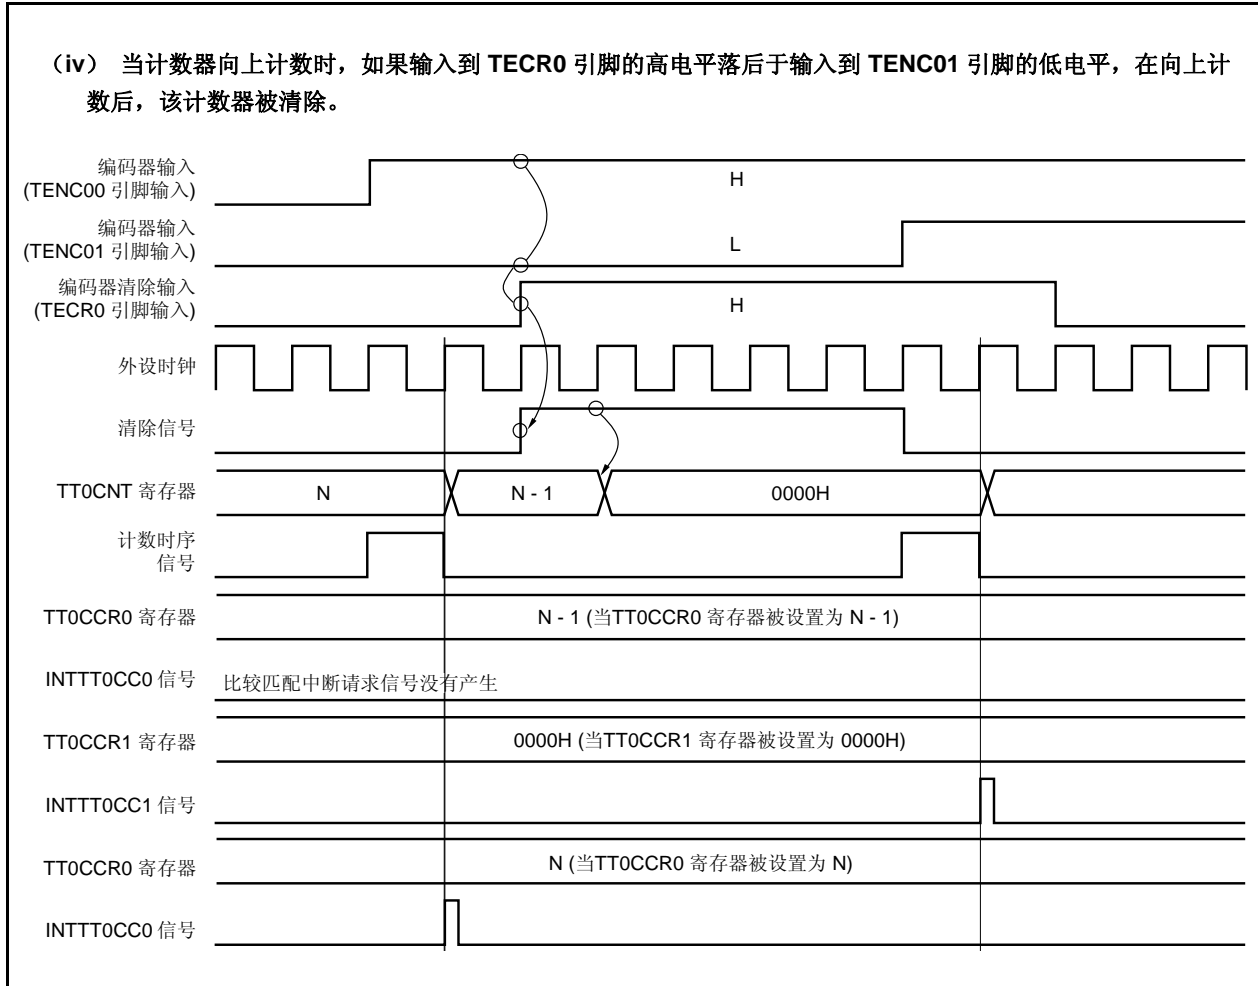 （iv） 当计数器向上计数时，如果输入到 TECR0 引脚的高电平落后于输入到 TENC01 引脚的低电平，在向上计
数后，该计数器被清除。
编码器输入
(TENC00 引脚输入)
H
编码器输入
(TENC01 引脚输入)
L
编码器清除输入
(TECR0 引脚输入)
H
外设时钟
清除信号
TT0CNT 寄存器
N
N - 1
0000H
计数时序
信号
TT0CCR0 寄存器
N - 1 (当TT0CCR0 寄存器被设置为 N - 1)
INTTT0CC0 信号
比较匹配中断请求信号没有产生
TT0CCR1 寄存器
0000H (当TT0CCR1 寄存器被设置为 0000H)
INTTT0CC1 信号
TT0CCR0 寄存器
N (当TT0CCR0 寄存器被设置为 N)
INTTT0CC0 信号